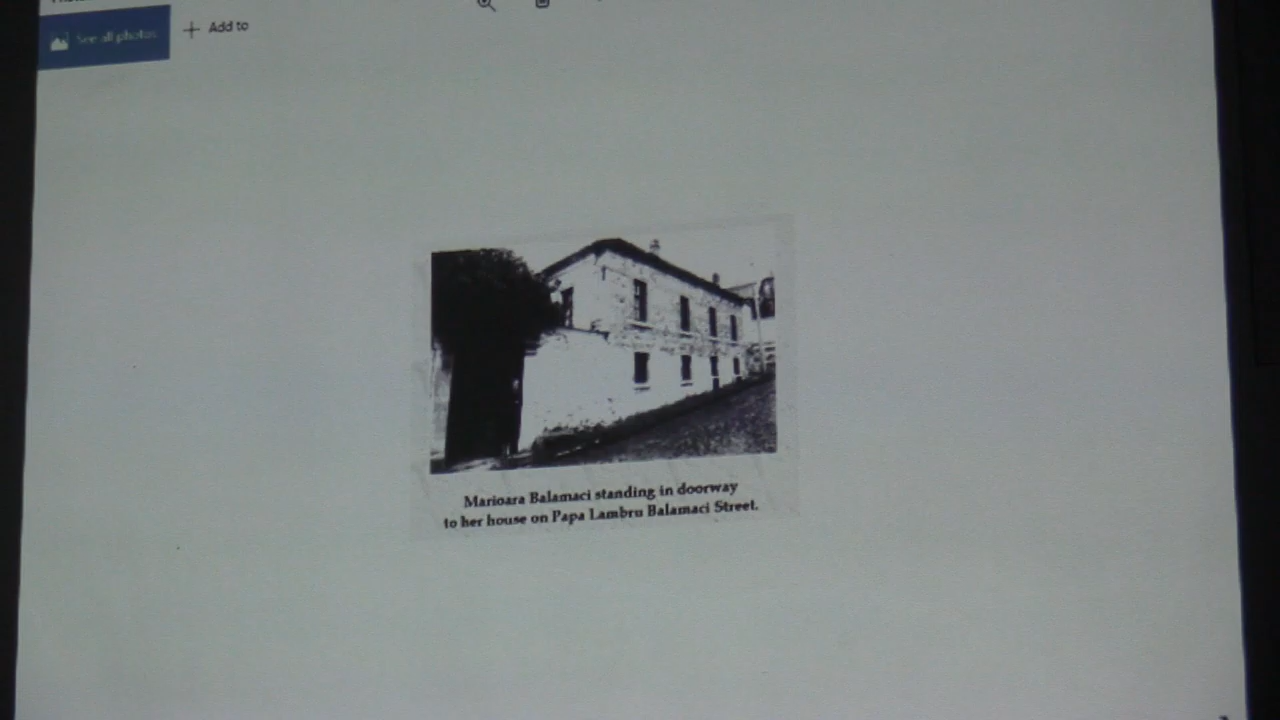 See all photos
Add to
Marioara Balamaci standing in doorway
to her house on Papa Lambru Balamaci Street.